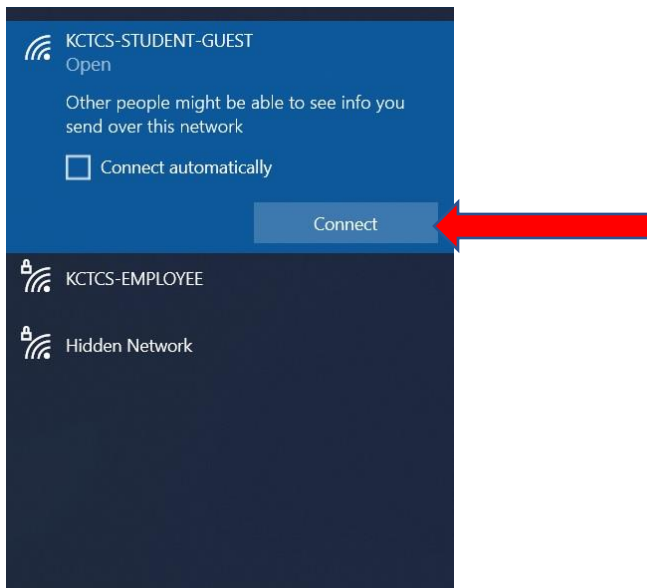 KCTCS-STUDENT-GUEST
Open
Other people might be able to see info you
send over this network
Connect automatically
Connect
KCTCS-EMPLOYEE
Hidden Network